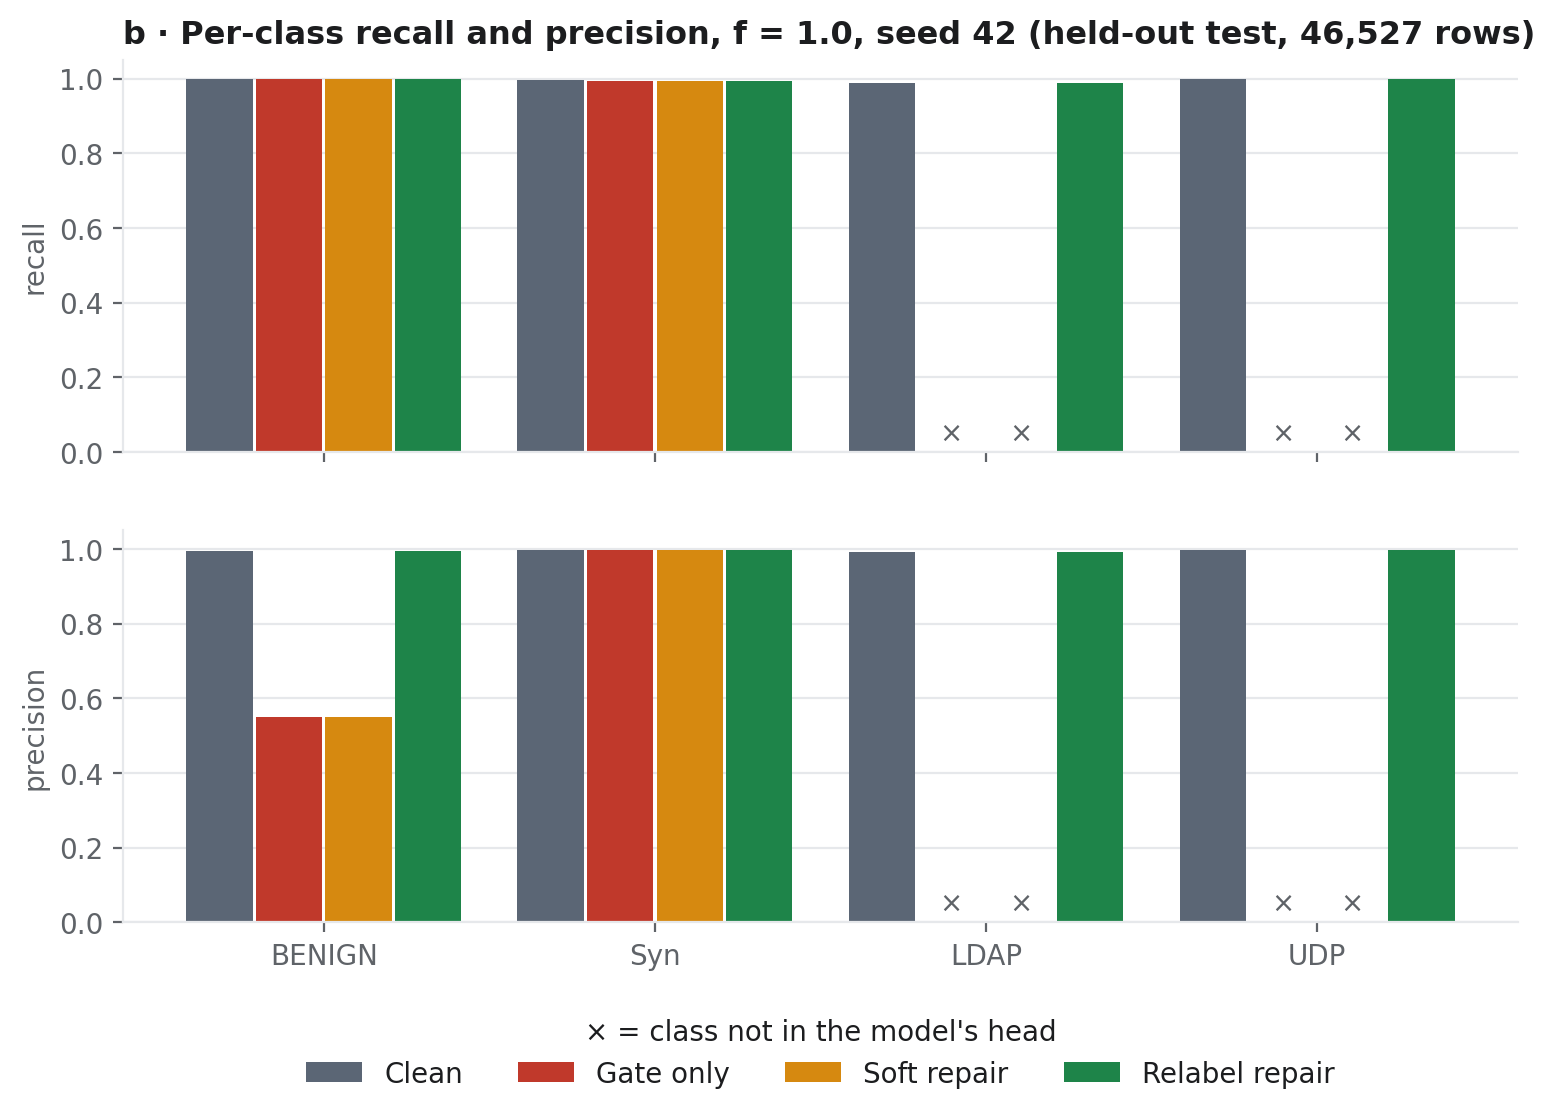 b · Per-class recall and precision, f = 1.0, seed 42 (held-out test, 46,527 rows)
1.0
0.8
0.6
0.4
0.2
0.0
recall
× × × ×
1.0
0.8
0.6
0.4
0.2
0.0
precision
× × × ×
BENIGN Syn LDAP UDP
× = class not in the model's head
Clean Gate only Soft repair Relabel repair